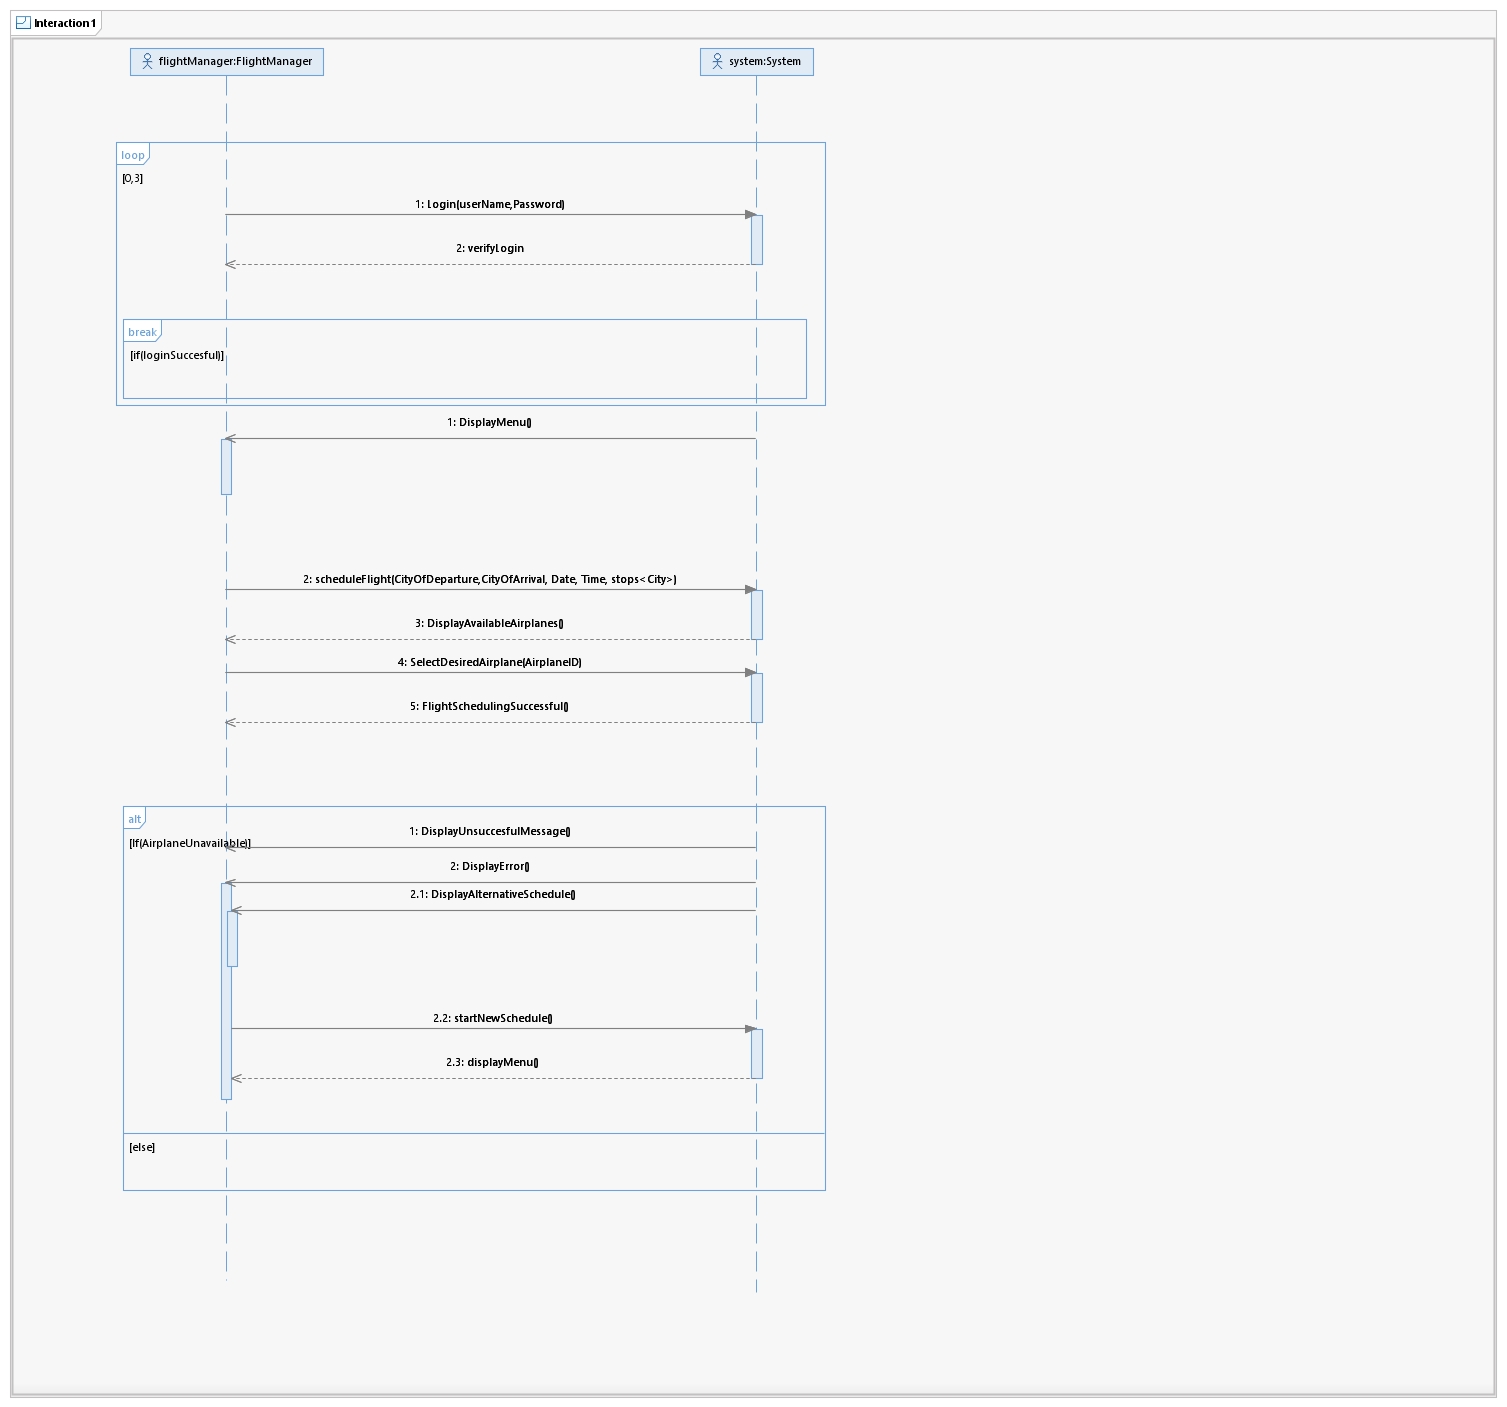 Interaction1
flightManager:FlightManager
system:System
loop
[0,3]
1: Login(userName,Password)
2: verifyLogin
break
[if(loginSuccesful)]
1: DisplayMenu()
2: scheduleFlight(CityOfDeparture,CityOfArrival, Date, Time, stops<City>)
3: DisplayAvailableAirplanes()
4: SelectDesiredAirplane(AirplaneID)
5: FlightSchedulingSuccessful()
alt
1: DisplayUnsuccesfulMessage()
[If(AirplaneUnavailable)]
2: DisplayError()
2.1: DisplayAlternativeSchedule()
2.2: startNewSchedule()
2.3: displayMenu()
[else]